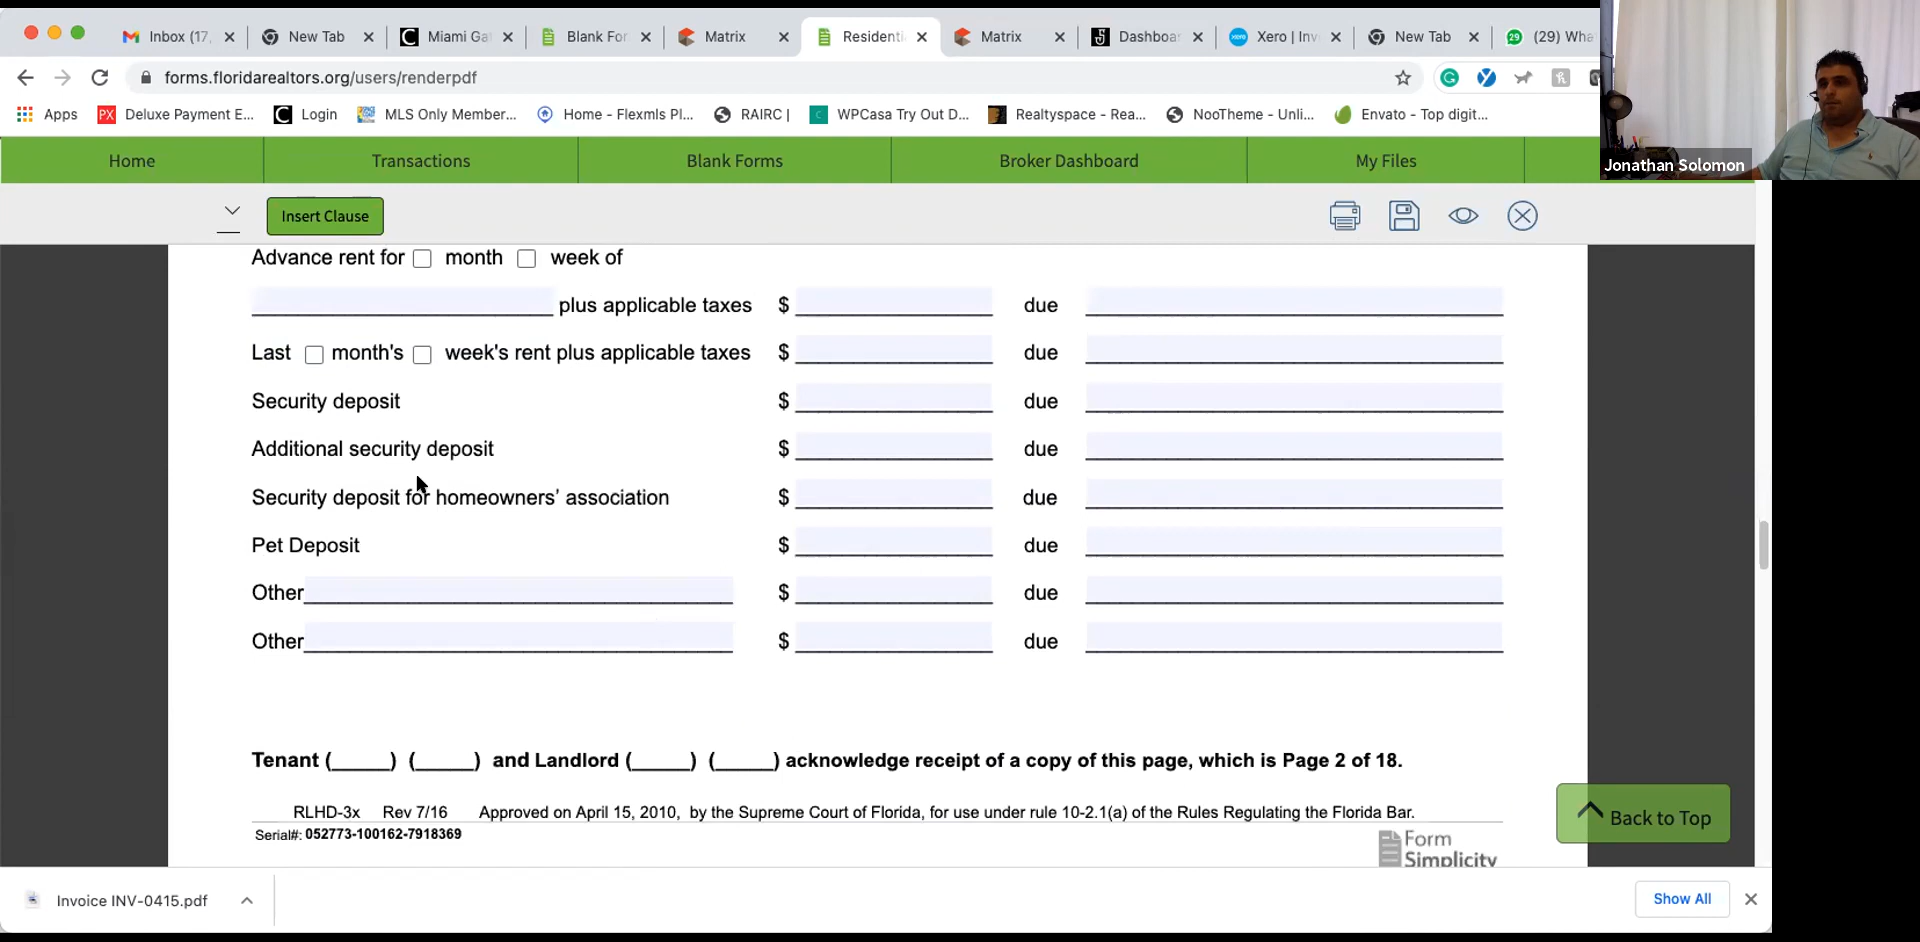 Inbox (17,
New Tab
Miami Ga
Blank For
Matrix
Residenti
Matrix
Dashboar
Xero | Inv
New Tab
(29) Wha
forms.floridarealtors.org/users/renderpdf
Apps
PX Deluxe Payment E...
Login
MLS Only Member...
Home - Flexmls Pl...
RAIRC |
WPCasa Try Out D...
Realtyspace - Rea...
NooTheme - Unli...
Envato - Top digit...
Jonathan Solomon
Home
Transactions
Blank Forms
Broker Dashboard
My Files
Insert Clause
Advance rent for month week of
plus applicable taxes $ due
Last month's week's rent plus applicable taxes $ due
Security deposit $ due
Additional security deposit $ due
Security deposit for homeowners' association $ due
Pet Deposit $ due
Other $ due
Other $ due
Tenant (_____) (_____) and Landlord (_____) (_____) acknowledge receipt of a copy of this page, which is Page 2 of 18.
RLHD-3x Rev 7/16 Approved on April 15, 2010, by the Supreme Court of Florida, for use under rule 10-2.1(a) of the Rules Regulating the Florida Bar.
Serial#: 052773-100162-7918369
Form
Simplicity
Back to Top
Invoice INV-0415.pdf
Show All